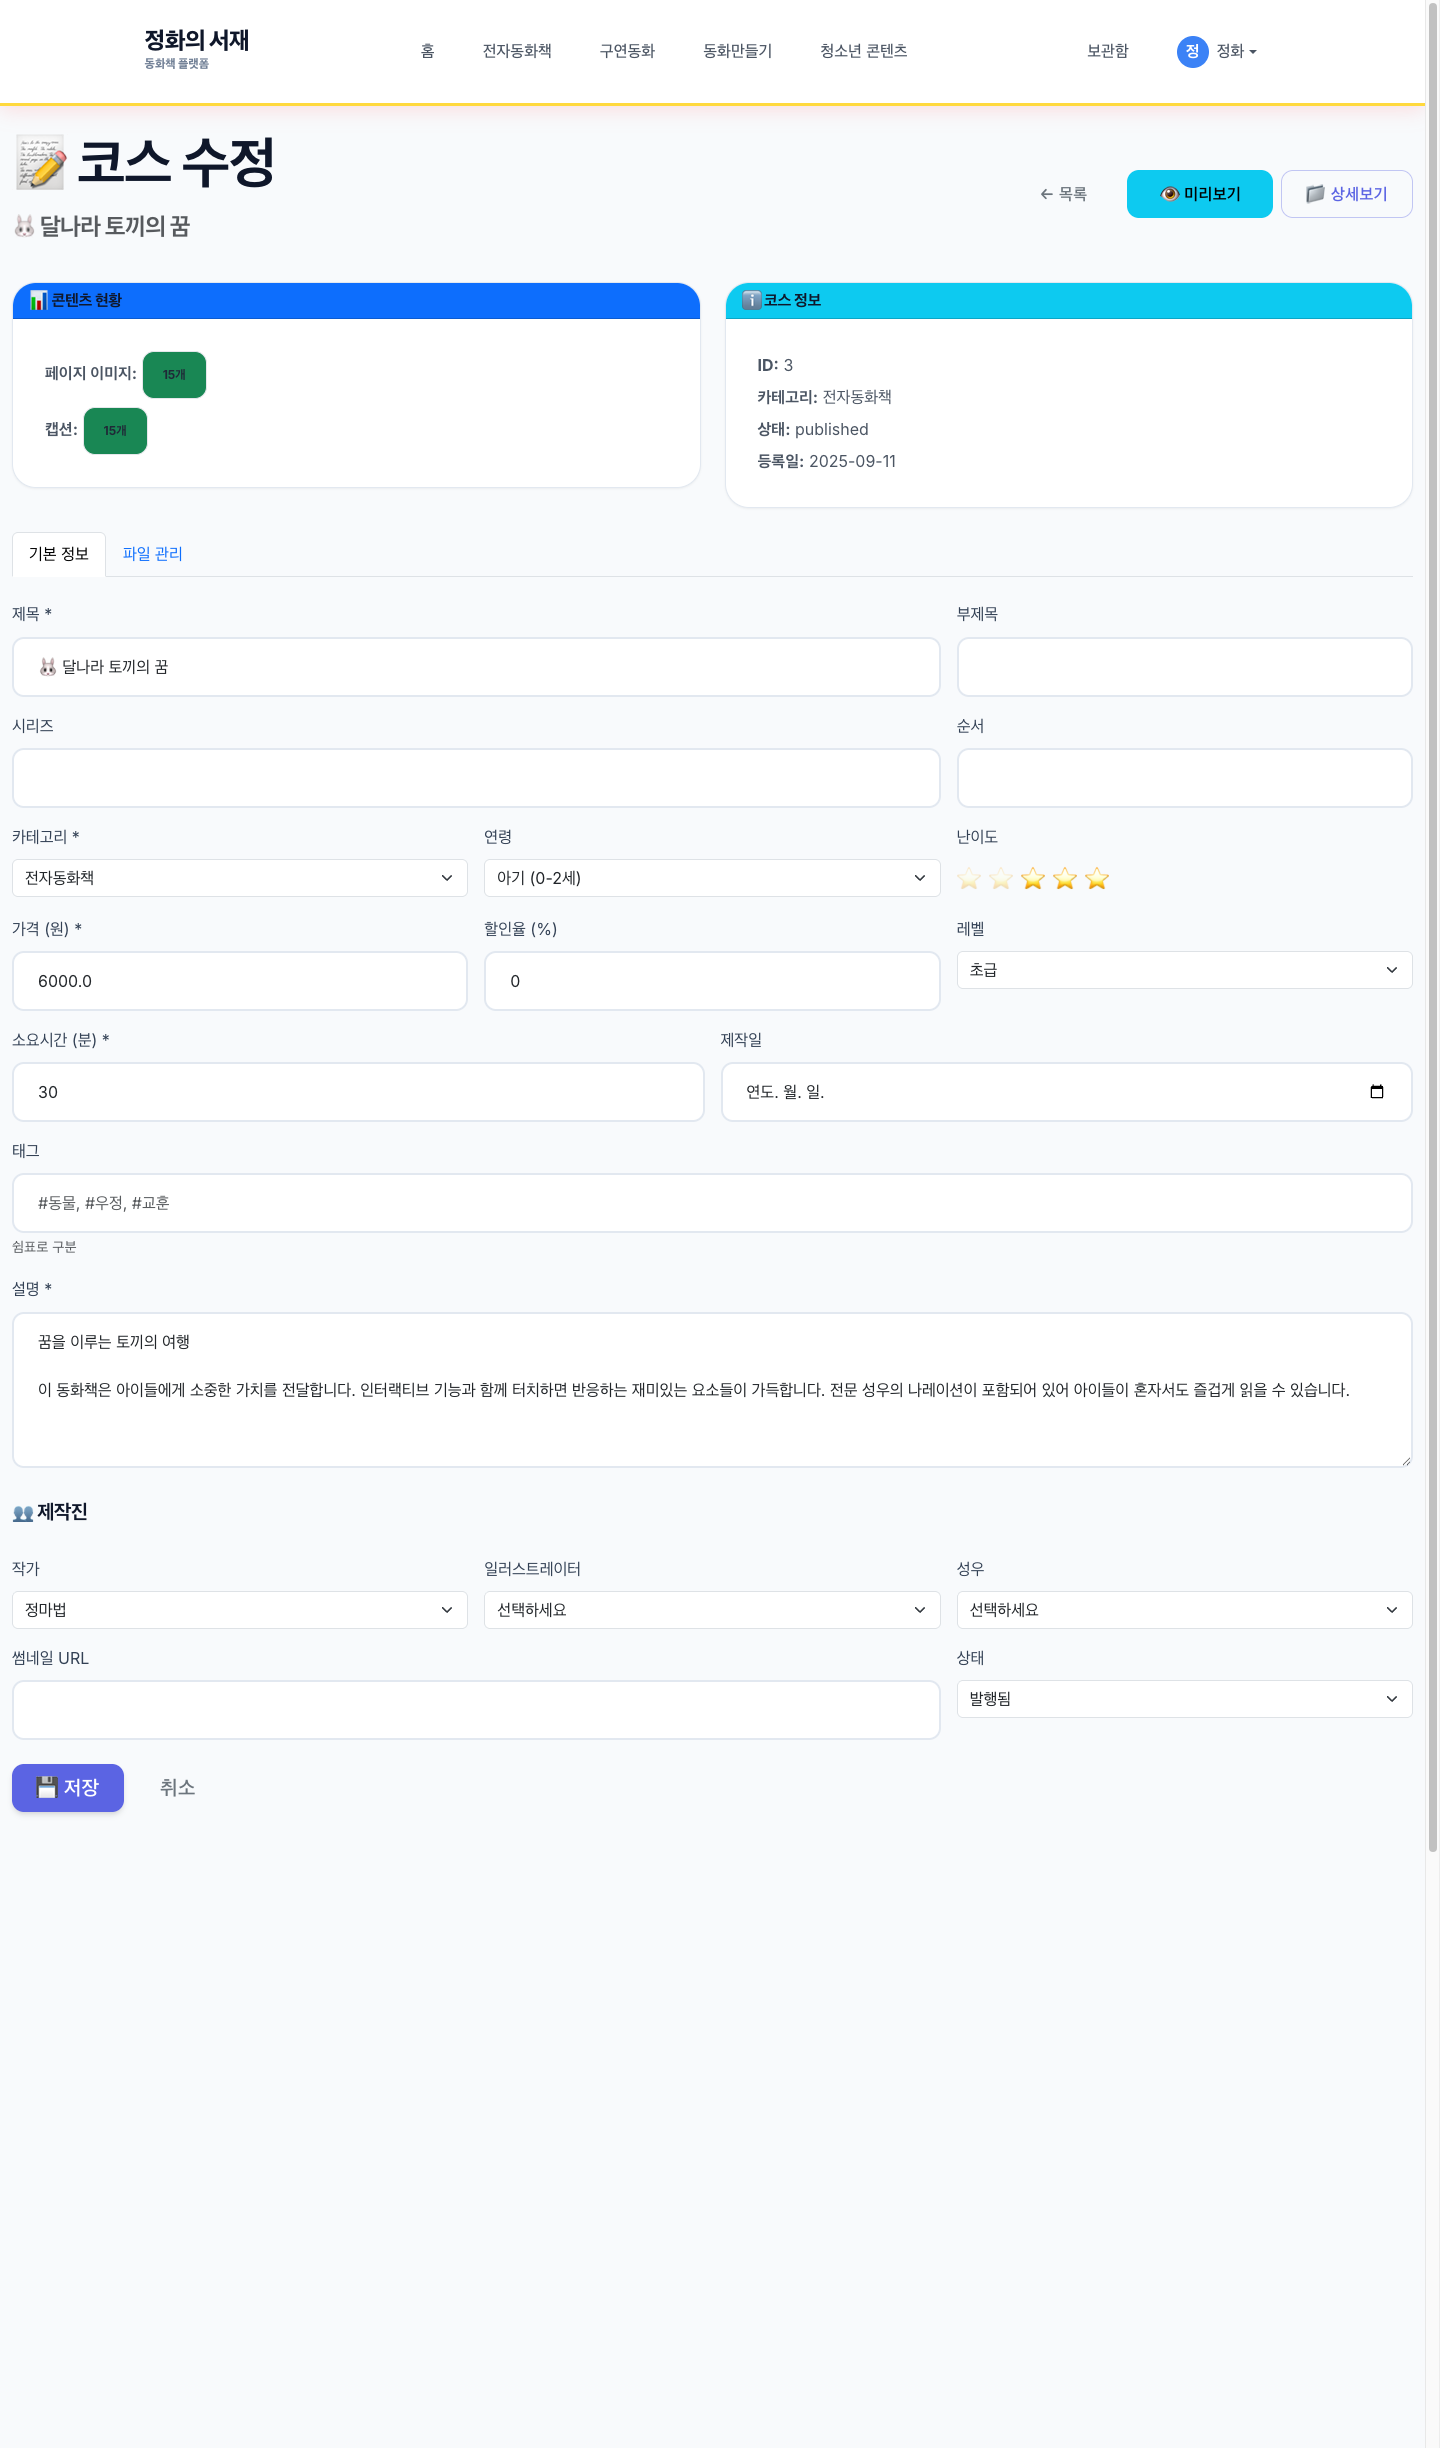 정화의 서재
동화책 플랫폼
홈 전자동화책 구연동화 동화만들기 청소년 콘텐츠 보관함 정 정화
📝 코스 수정
🐰 달나라 토끼의 꿈
← 목록 👁️ 미리보기 📁 상세보기
📊 콘텐츠 현황
페이지 이미지: 15개
캡션: 15개
ℹ️ 코스 정보
ID: 3
카테고리: 전자동화책
상태: published
등록일: 2025-09-11
기본 정보 파일 관리
제목 * 부제목
🐰 달나라 토끼의 꿈
시리즈 순서
카테고리 * 연령 난이도
전자동화책 아기 (0-2세) ⭐ ⭐ ⭐ ⭐ ⭐
가격 (원) * 할인율 (%) 레벨
6000.0 0 초급
소요시간 (분) * 제작일
30 연도. 월. 일.
태그
#동물, #우정, #교훈
쉼표로 구분
설명 *
꿈을 이루는 토끼의 여행
이 동화책은 아이들에게 소중한 가치를 전달합니다. 인터랙티브 기능과 함께 터치하면 반응하는 재미있는 요소들이 가득합니다. 전문 성우의 나레이션이 포함되어 있어 아이들이 혼자서도 즐겁게 읽을 수 있습니다.
👥 제작진
작가 일러스트레이터 성우
정마법 선택하세요 선택하세요
썸네일 URL 상태
발행됨
💾 저장 취소